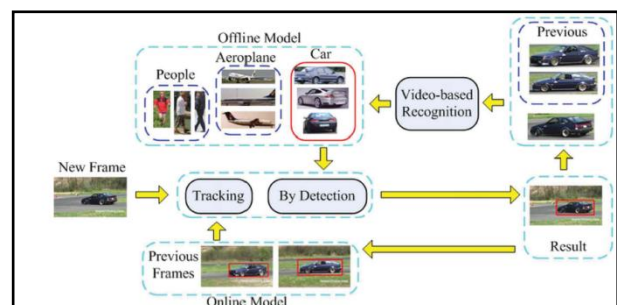 Offline Model
People
Aeroplane
Car
Video-based
Recognition
Previous
New Frame
Tracking
By Detection
Result
Previous
Frames
Online Model